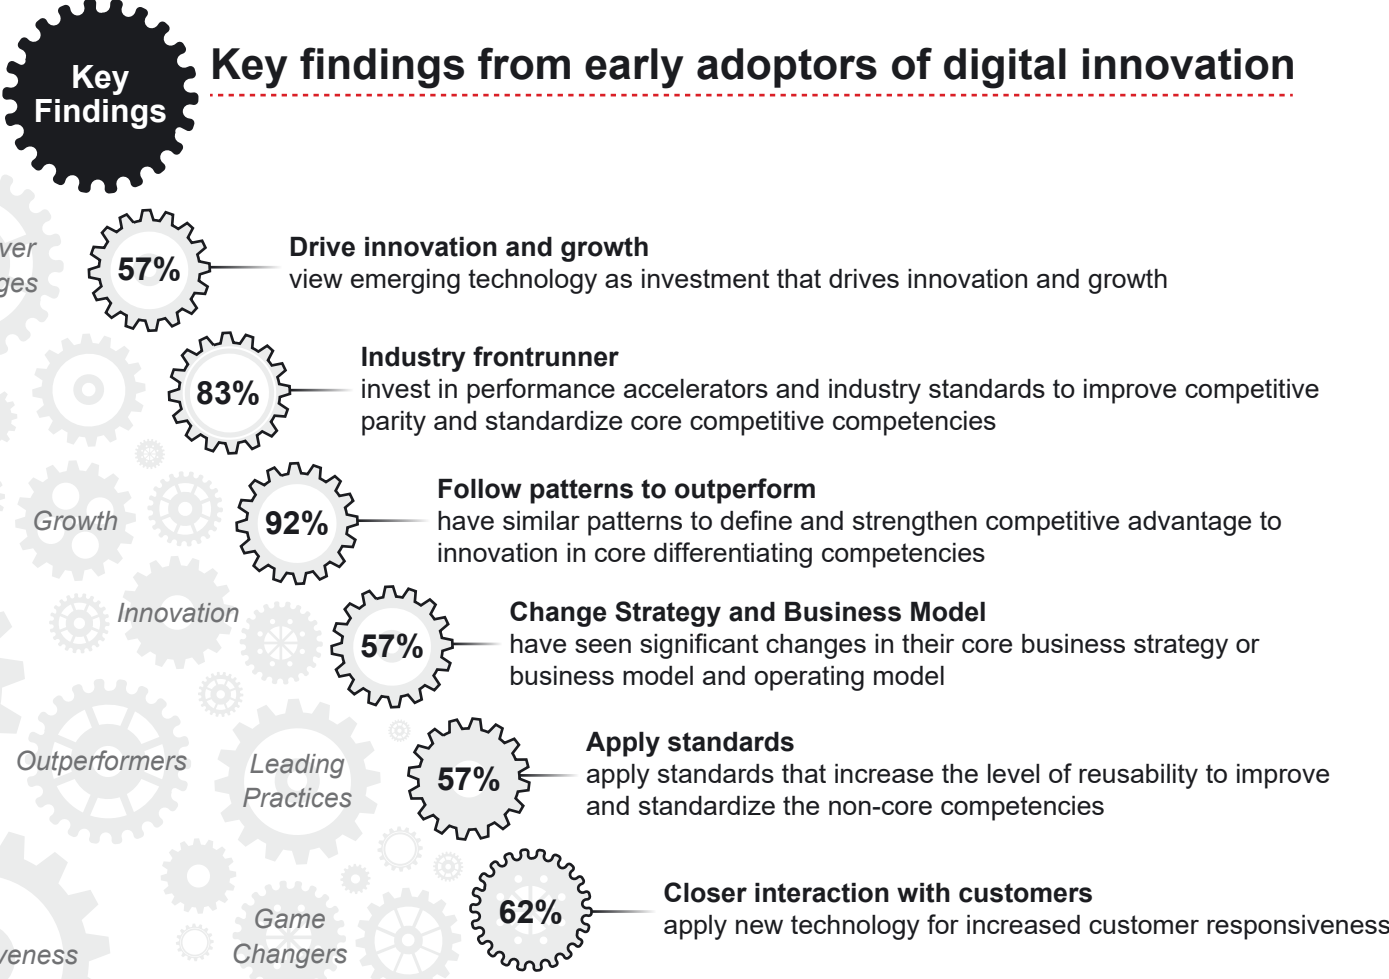 Key
Findings
Key findings from early adoptors of digital innovation
57%
Drive innovation and growth
view emerging technology as investment that drives innovation and growth
83%
Industry frontrunner
invest in performance accelerators and industry standards to improve competitive
parity and standardize core competitive competencies
92%
Follow patterns to outperform
have similar patterns to define and strengthen competitive advantage to
innovation in core differentiating competencies
57%
Change Strategy and Business Model
have seen significant changes in their core business strategy or
business model and operating model
57%
Apply standards
apply standards that increase the level of reusability to improve
and standardize the non-core competencies
62%
Closer interaction with customers
apply new technology for increased customer responsiveness
Growth
Innovation
Outperformers
Leading
Practices
Game
Changers